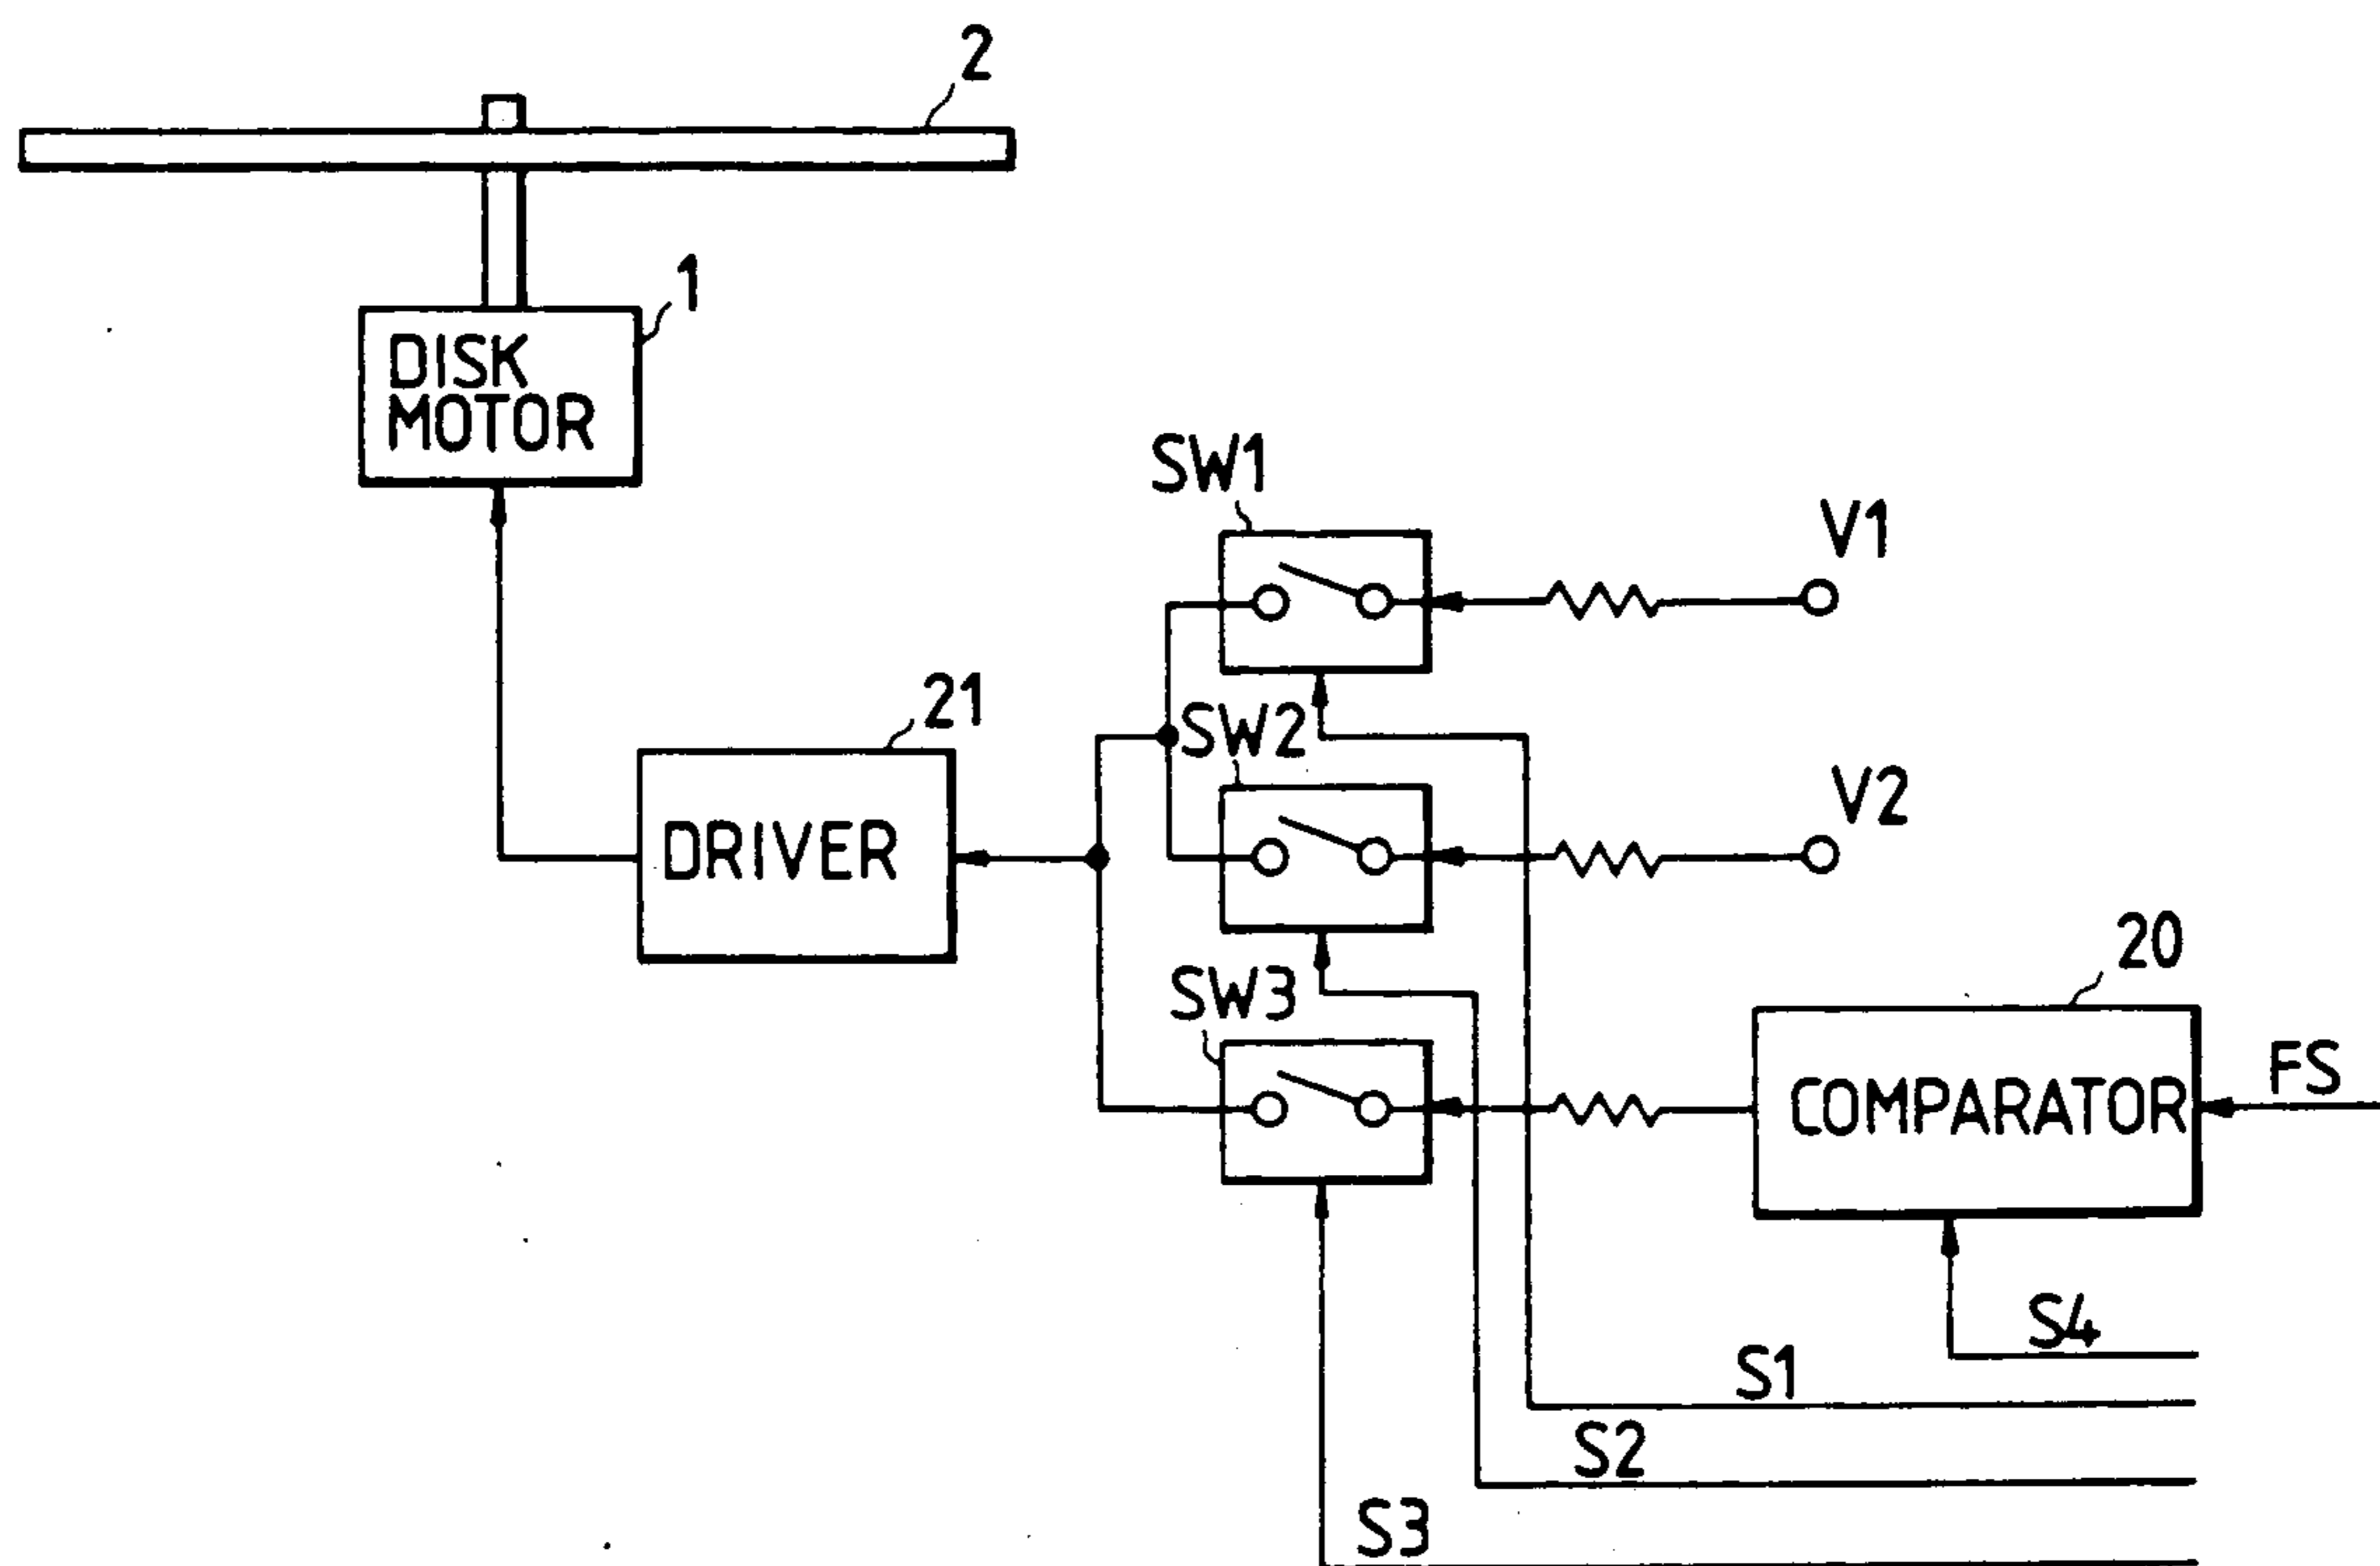 2
1
DISK
MOTOR
SW1
V1
21
SW2
V2
DRIVER
20
SW3
FS
COMPARATOR
S4
S1
S2
S3